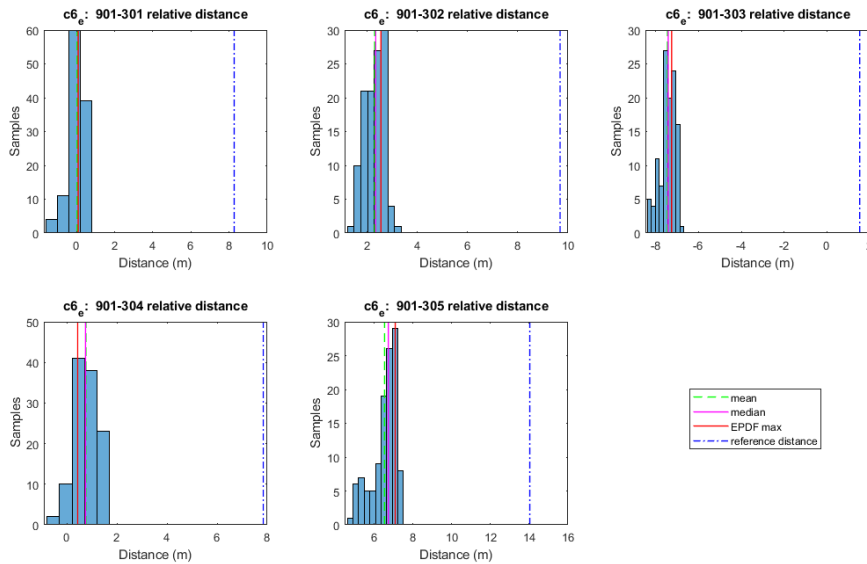 c6_e: 901-301 relative distance
60
50
40
30
20
10
0
Samples
0 2 4 6 8 10
Distance (m)
c6_e: 901-302 relative distance
30
25
20
15
10
5
0
Samples
2 4 6 8 10
Distance (m)
c6_e: 901-303 relative distance
30
25
20
15
10
5
0
Samples
-8 -6 -4 -2 0
Distance (m)
c6_e: 901-304 relative distance
50
40
30
20
10
0
Samples
0 2 4 6 8
Distance (m)
c6_e: 901-305 relative distance
30
25
20
15
10
5
0
Samples
6 8 10 12 14 16
Distance (m)
mean
median
EPDF max
reference distance